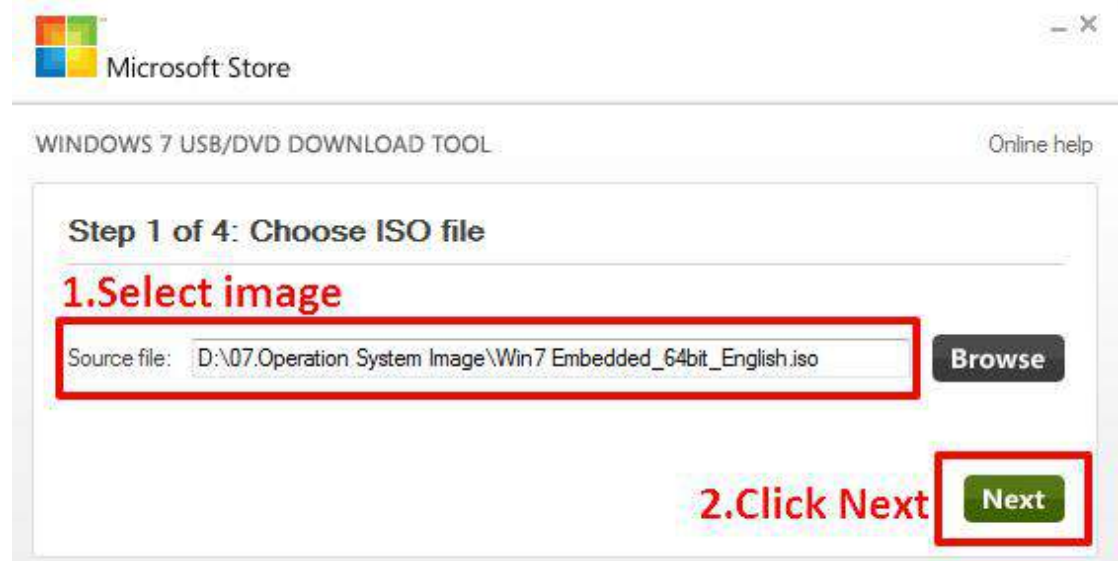 Microsoft Store
WINDOWS 7 USB/DVD DOWNLOAD TOOL Online help
Step 1 of 4: Choose ISO file
1.Select image
Source file: D:\07.Operation System Image\Win7 Embedded_64bit_English.iso Browse
2.Click Next Next